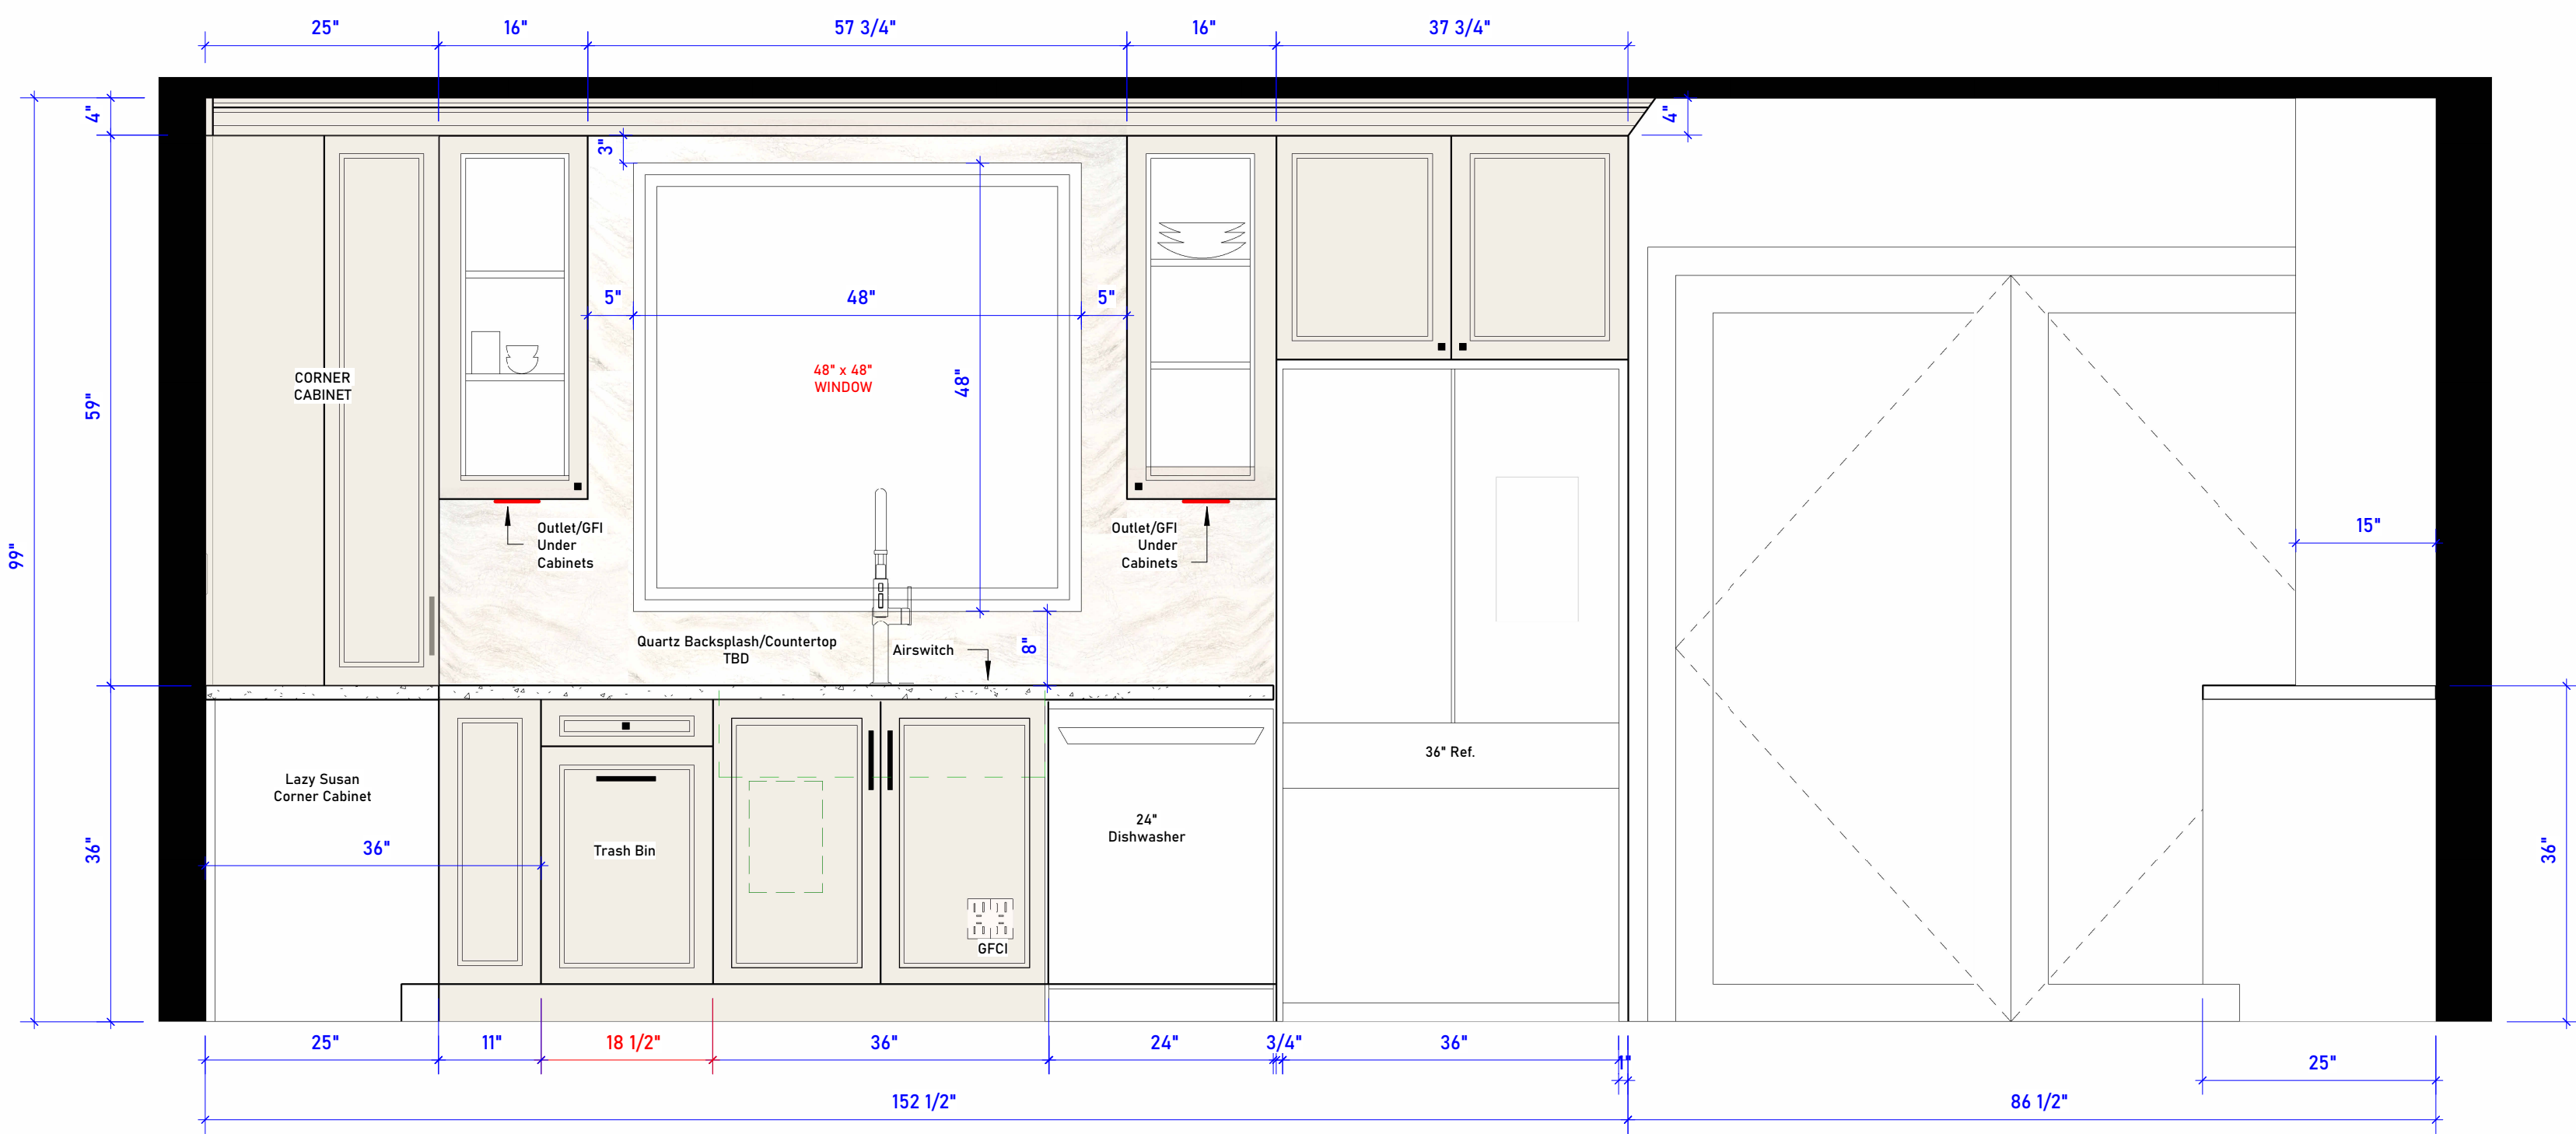 25"
16"
57 3/4"
16"
37 3/4"
4"
4"
3"
5"
48"
5"
48" x 48"
WINDOW
48"
CORNER
CABINET
59"
99"
15"
Outlet/GFI
Under
Cabinets
Outlet/GFI
Under
Cabinets
Quartz Backsplash/Countertop
TBD
Airswitch
8"
36" Ref.
Lazy Susan
Corner Cabinet
36"
36"
Trash Bin
24"
Dishwasher
GFCI
36"
25"
11"
18 1/2"
36"
24"
3/4"
36"
1"
25"
152 1/2"
86 1/2"